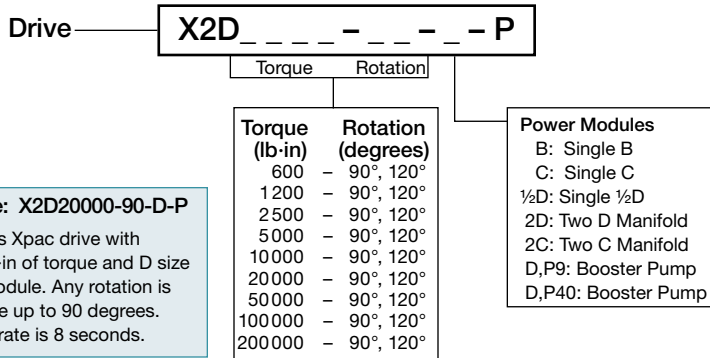 Drive
X2D_ _ _ _ – _ _ – _ – P
Torque Rotation
Torque Rotation
(lb·in) (degrees)
600 – 90°, 120°
1200 – 90°, 120°
2500 – 90°, 120°
5000 – 90°, 120°
10000 – 90°, 120°
20000 – 90°, 120°
50000 – 90°, 120°
100000 – 90°, 120°
200000 – 90°, 120°
Power Modules
B: Single B
C: Single C
½D: Single ½D
2D: Two D Manifold
2C: Two C Manifold
D,P9: Booster Pump
D,P40: Booster Pump
: X2D20000-90-D-P
s Xpac drive with
-in of torque and D size
odule. Any rotation is
e up to 90 degrees.
rate is 8 seconds.